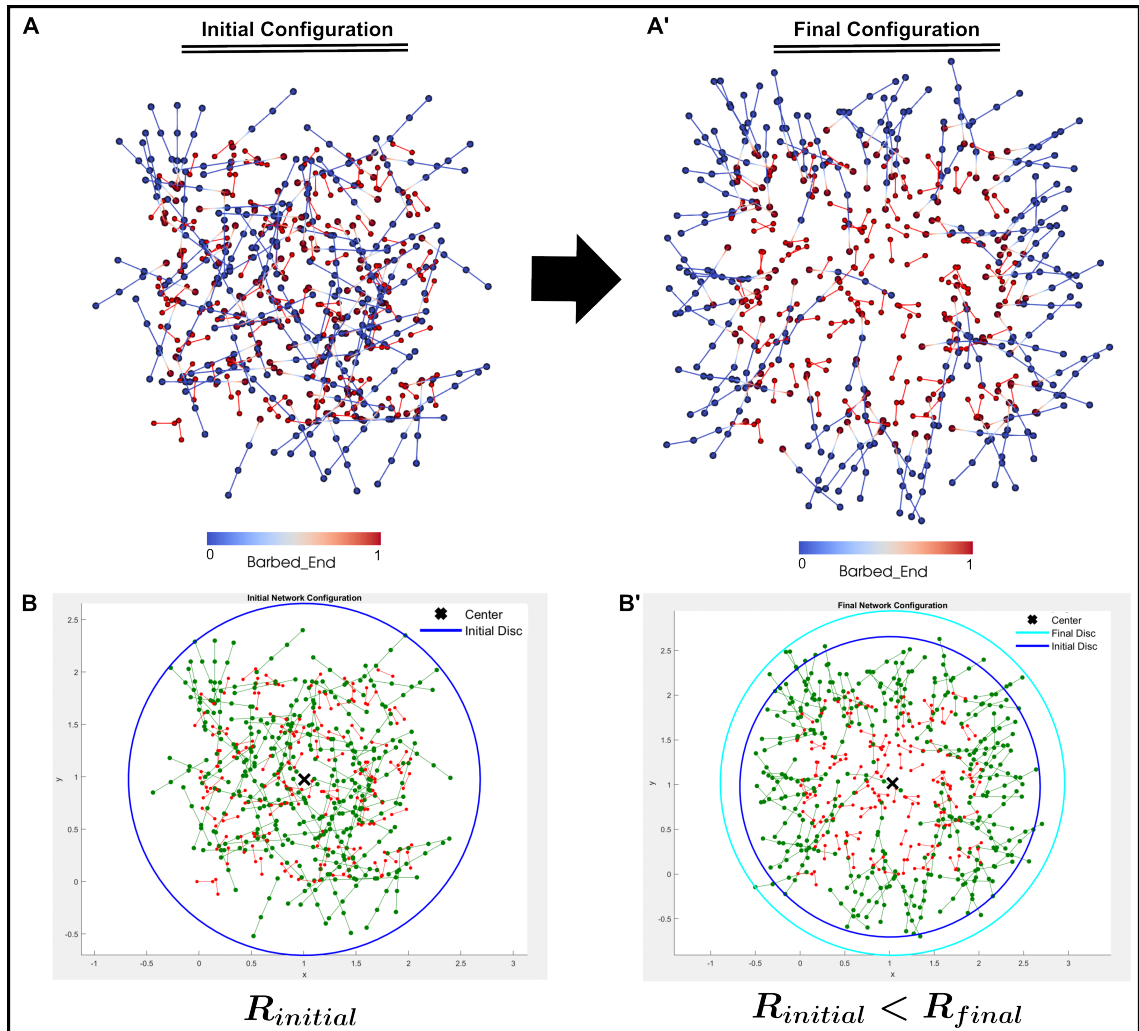 A
Initial Configuration
A'
Final Configuration
0
1
Barbed_End
0
1
Barbed_End
B
Initial Network Configuration
Center
Initial Disc
2.5
2
1.5
1
0.5
0
-0.5
y
-1
-0.5
0
0.5
1
1.5
2
2.5
3
x
B'
Final Network Configuration
Center
Final Disc
Initial Disc
2.5
2
1.5
1
0.5
0
-0.5
y
-1
-0.5
0
0.5
1
1.5
2
2.5
3
3.5
x
R_initial
R_initial < R_final